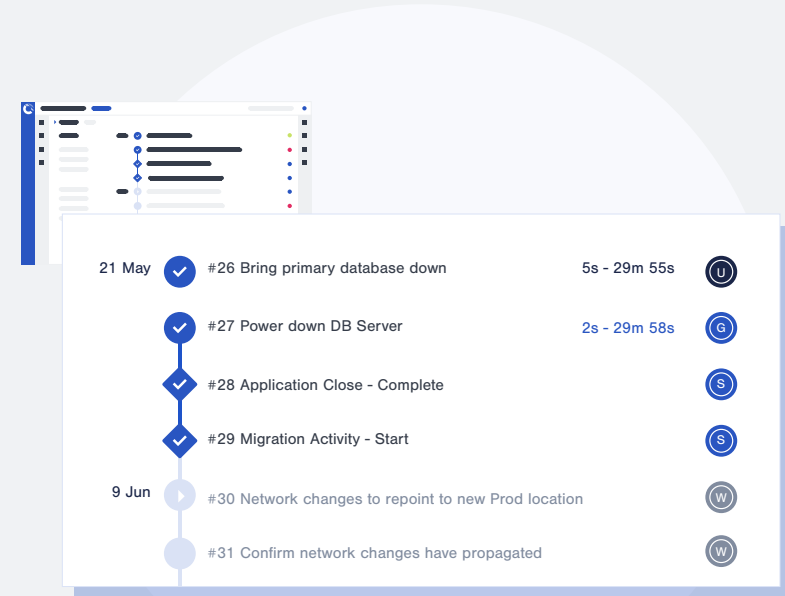 21 May #26 Bring primary database down 5s - 29m 55s U
#27 Power down DB Server 2s - 29m 58s G
#28 Application Close - Complete S
#29 Migration Activity - Start S
9 Jun #30 Network changes to repoint to new Prod location W
#31 Confirm network changes have propagated W